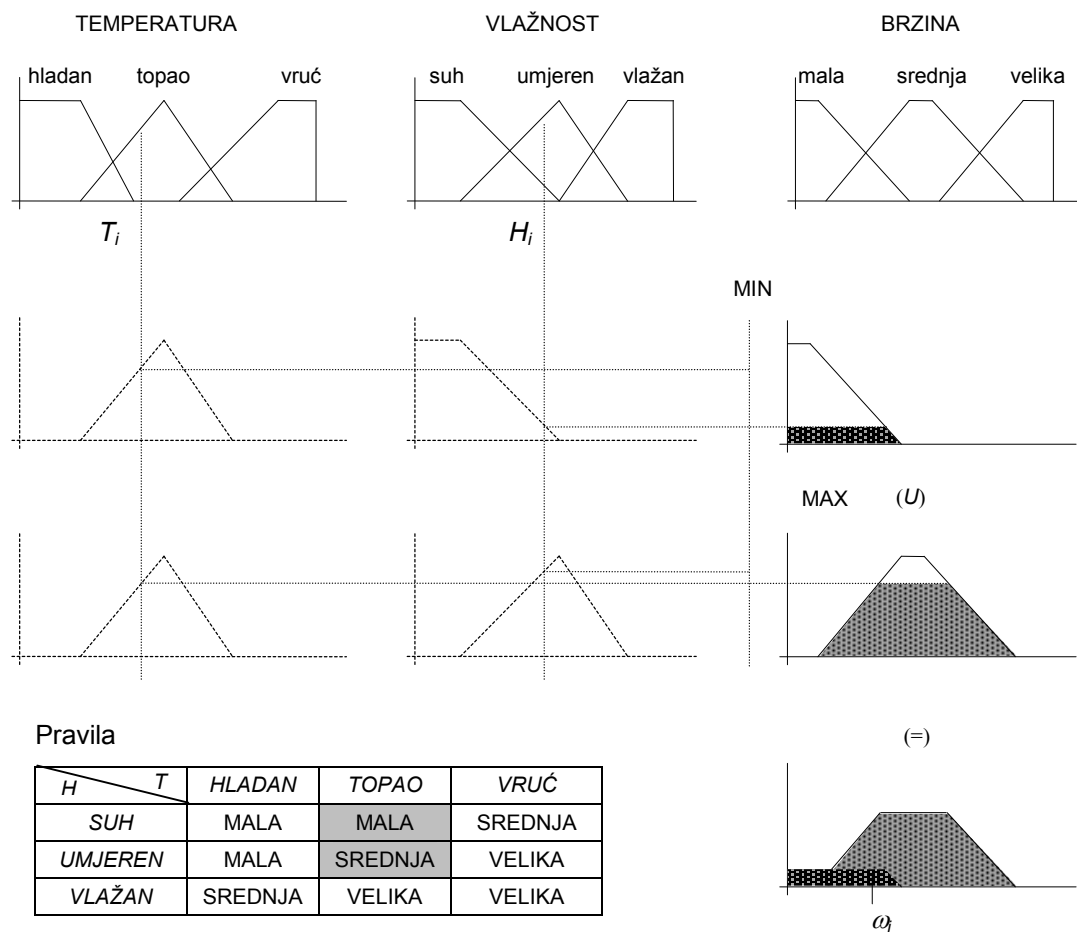 TEMPERATURA VLAŽNOST BRZINA
hladan topao vruć suh umjeren vlažan mala srednja velika
Ti Hi
MIN
MAX (U)
Pravila
(=)
H T HLADAN TOPAO VRUĆ
SUH MALA MALA SREDNJA
UMJEREN MALA SREDNJA VELIKA
VLAŽAN SREDNJA VELIKA VELIKA
ωi